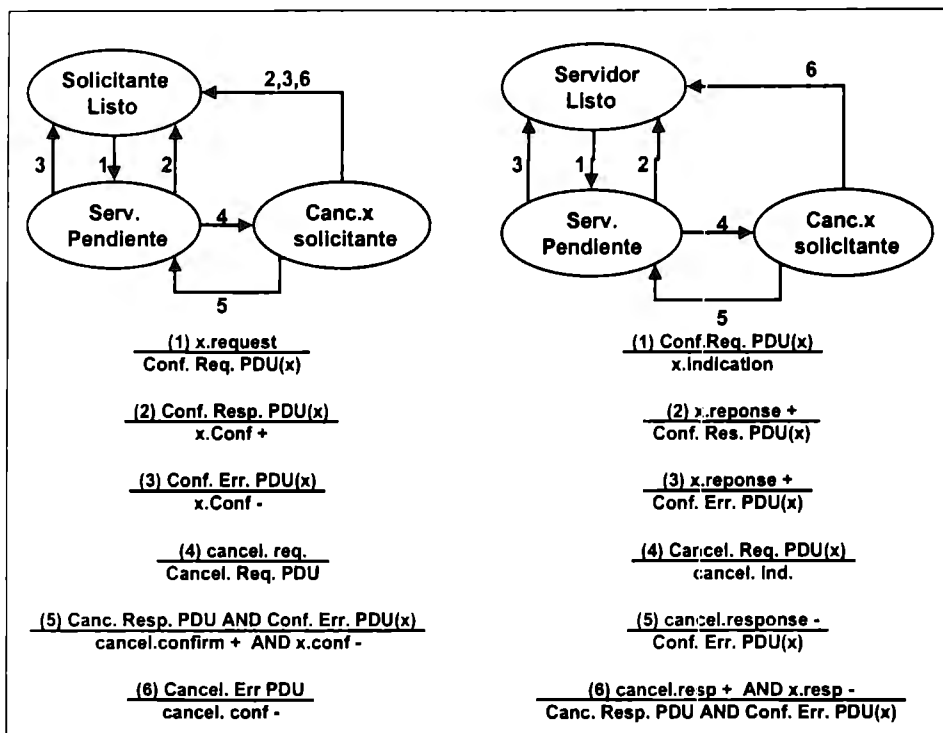 Solicitante
Listo
2,3,6
3
1
2
Serv.
Pendiente
4
Canc.x
solicitante
5
(1) x.request
Conf. Req. PDU(x)
(2) Conf. Resp. PDU(x)
x.Conf +
(3) Conf. Err. PDU(x)
x.Conf -
(4) cancel. req.
Cancel. Req. PDU
(5) Canc. Resp. PDU AND Conf. Err. PDU(x)
cancel.confirm + AND x.conf -
(6) Cancel. Err PDU
cancel. conf -
Servidor
Listo
6
3
1
2
Serv.
Pendiente
4
Canc.x
solicitante
5
(1) Conf.Req. PDU(x)
x.indication
(2) x.reponse +
Conf. Res. PDU(x)
(3) x.reponse +
Conf. Err. PDU(x)
(4) Cancel. Req. PDU(x)
cancel. Ind.
(5) cancel.response -
Conf. Err. PDU(x)
(6) cancel.resp + AND x.resp -
Canc. Resp. PDU AND Conf. Err. PDU(x)